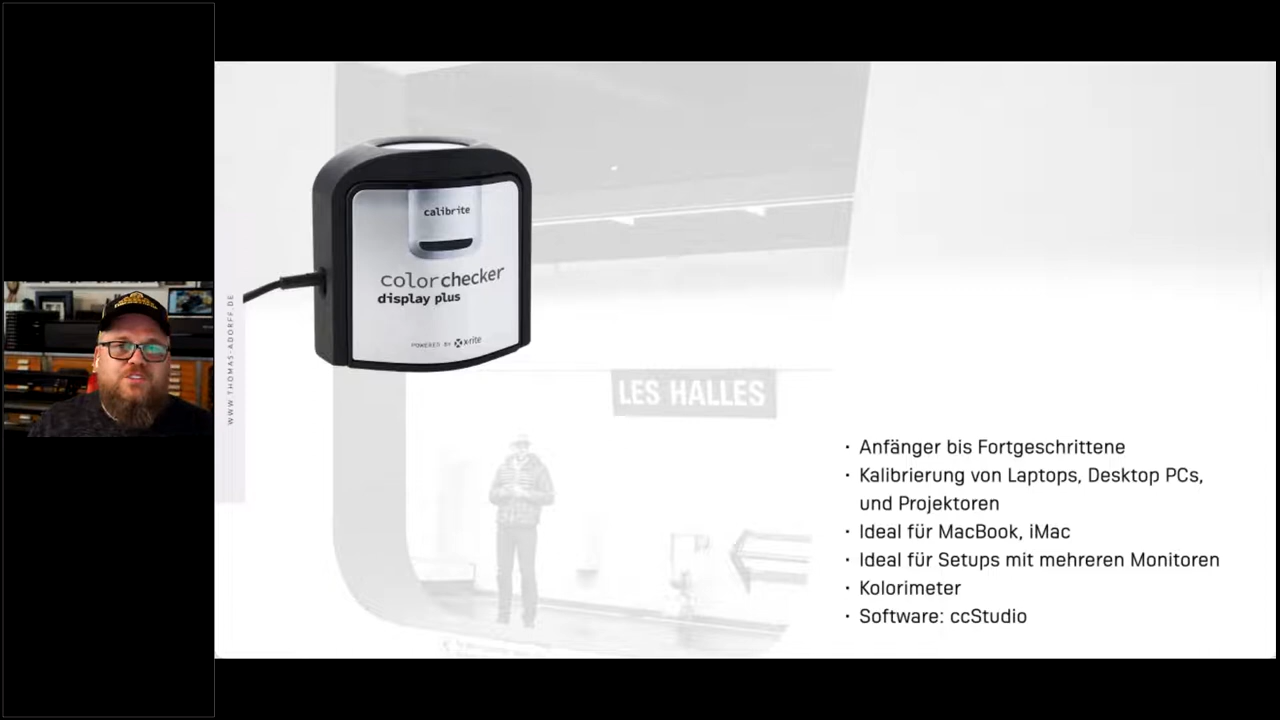 calibrite
colorchecker
display plus
POWERED BY x·rite
WWW.THOMAS-ADORFF.DE
LES HALLES
· Anfänger bis Fortgeschrittene
· Kalibrierung von Laptops, Desktop PCs,
und Projektoren
· Ideal für MacBook, iMac
· Ideal für Setups mit mehreren Monitoren
· Kolorimeter
· Software: ccStudio